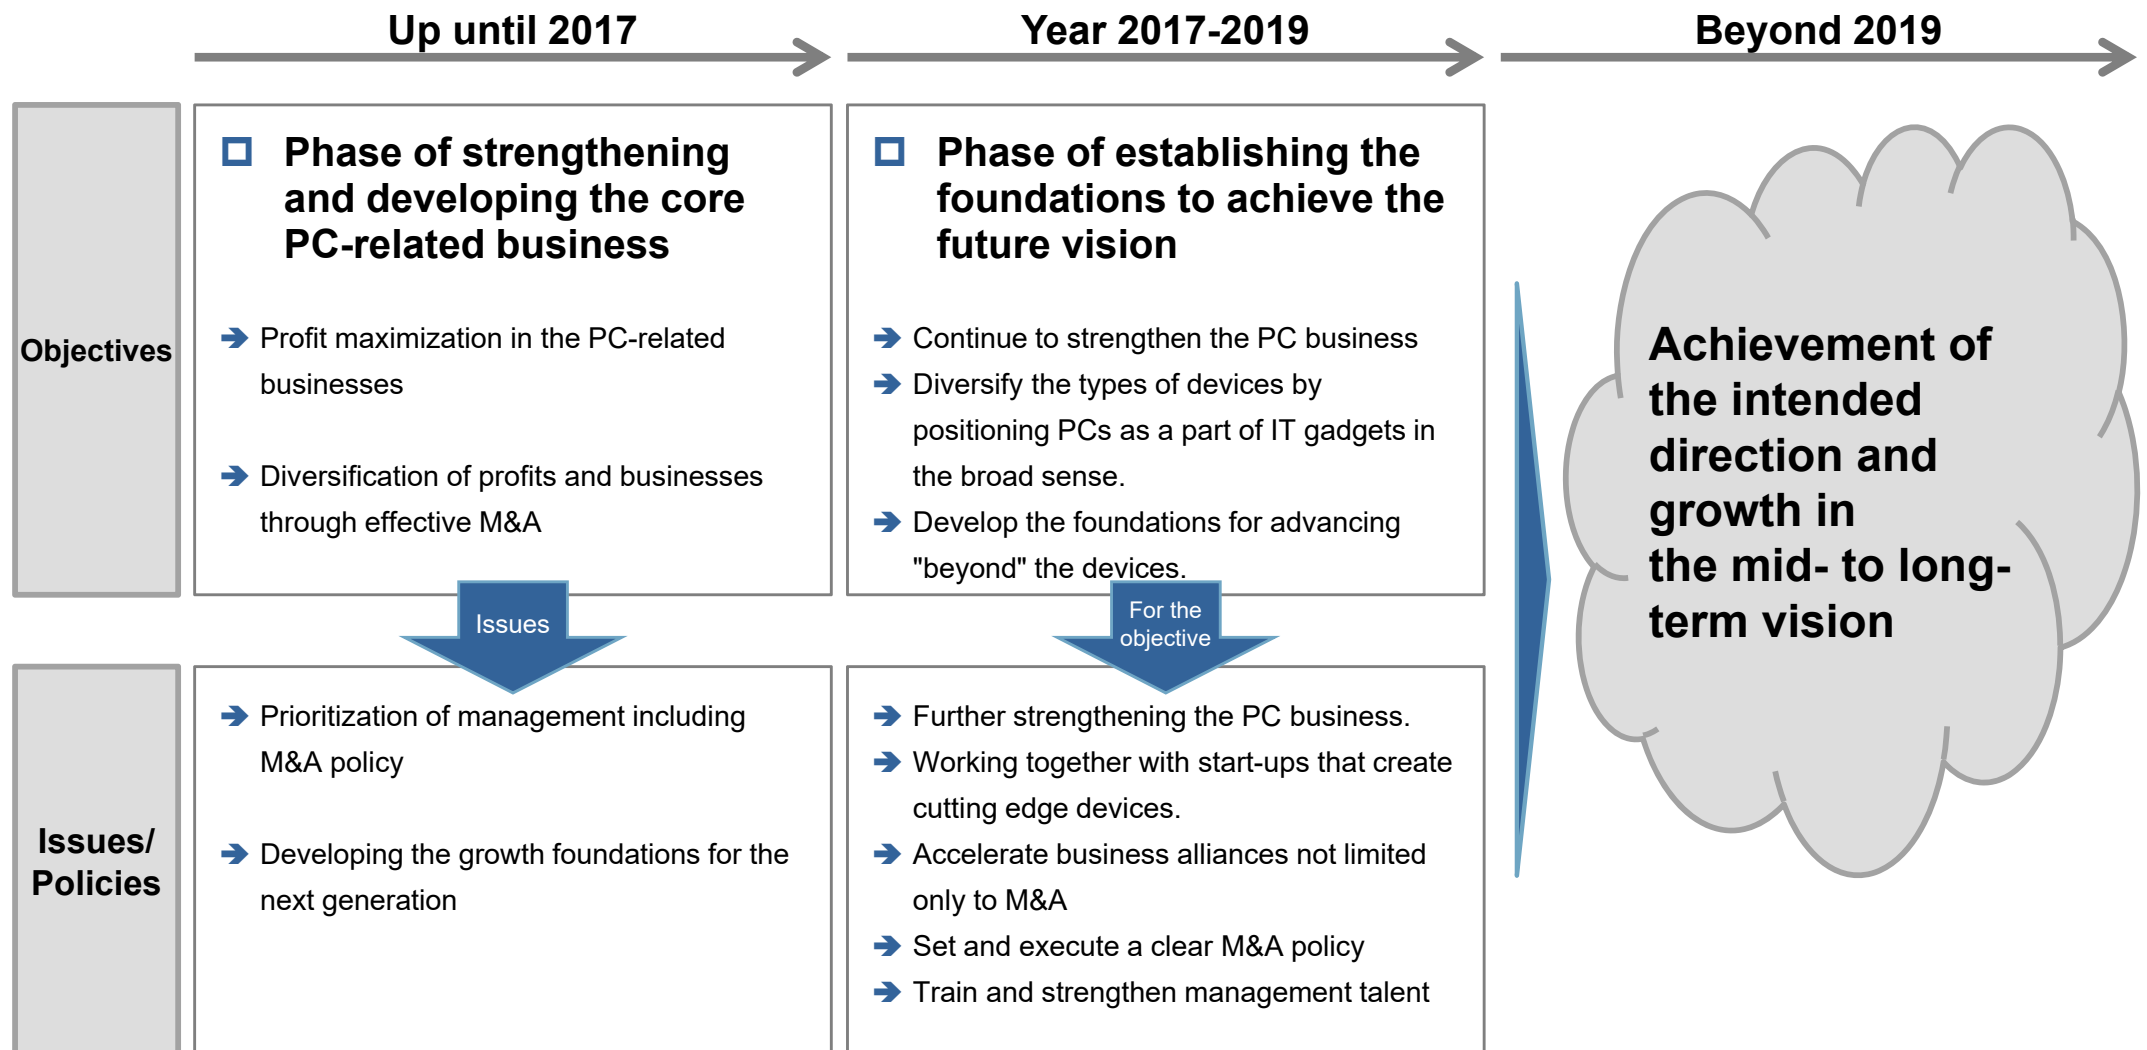 Up until 2017
Year 2017-2019
Beyond 2019
Objectives
Phase of strengthening
and developing the core
PC-related business
Profit maximization in the PC-related
businesses
Diversification of profits and businesses
through effective M&A
Issues
Phase of establishing the
foundations to achieve the
future vision
Continue to strengthen the PC business
Diversify the types of devices by
positioning PCs as a part of IT gadgets in
the broad sense.
Develop the foundations for advancing
"beyond" the devices.
For the
objective
Achievement of
the intended
direction and
growth in
the mid- to long-
term vision
Issues/
Policies
Prioritization of management including
M&A policy
Developing the growth foundations for the
next generation
Further strengthening the PC business.
Working together with start-ups that create
cutting edge devices.
Accelerate business alliances not limited
only to M&A
Set and execute a clear M&A policy
Train and strengthen management talent